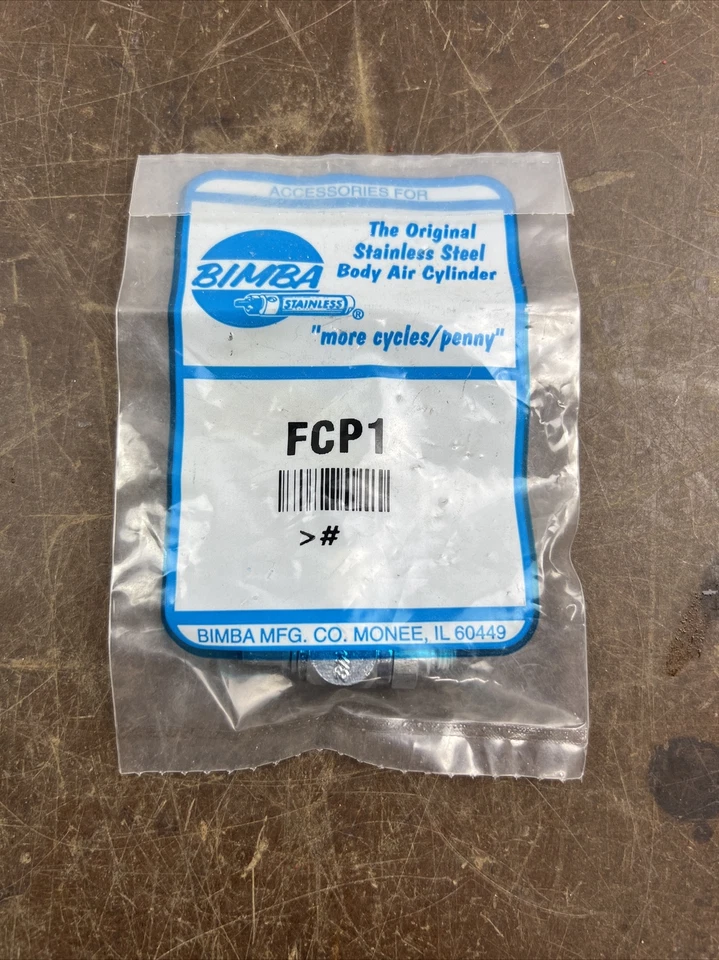 ACCESSORIES FOR
The Original
Stainless Steel
Body Air Cylinder
BIMBA
STAINLESS
®
"more cycles/penny"
FCP1
>#
BIMBA MFG. CO. MONEE, IL 60449